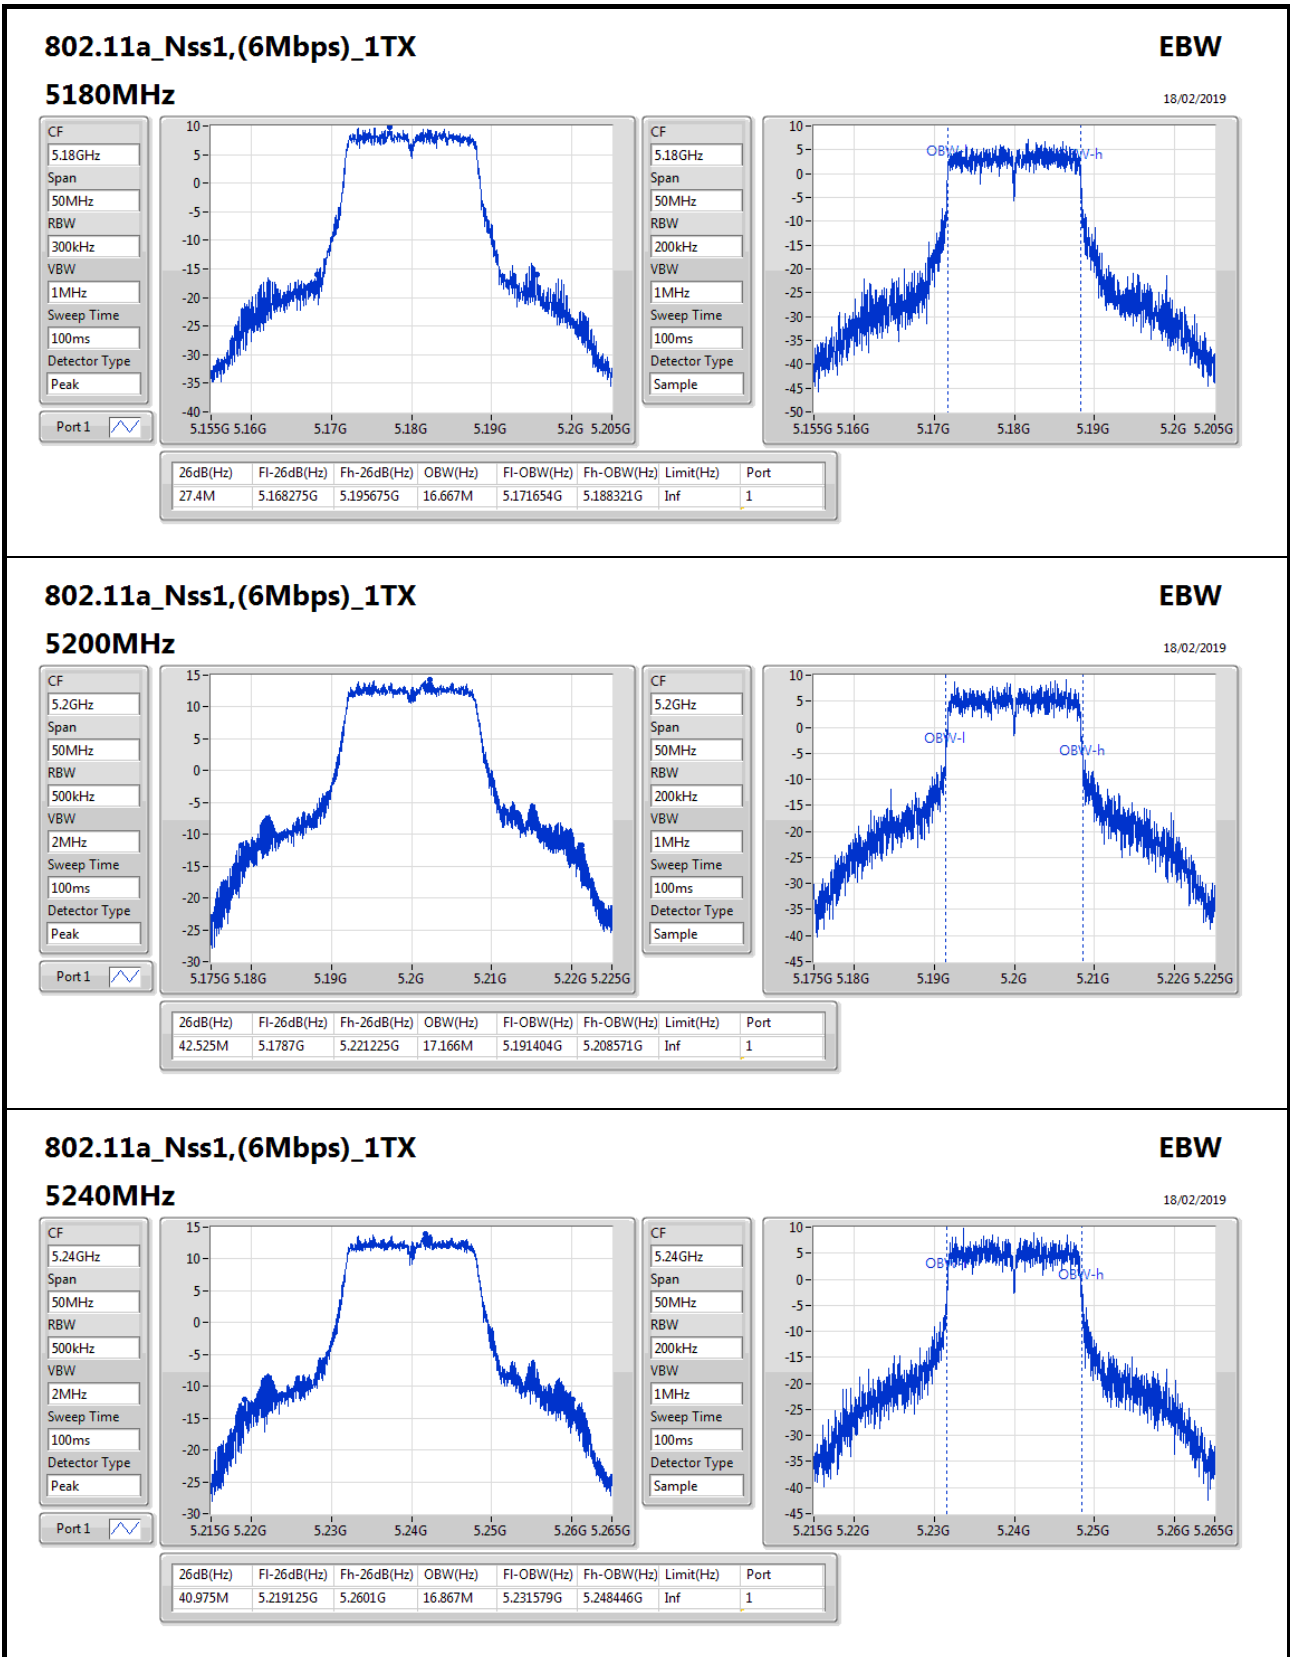 802.11a_Nss1,(6Mbps)_1TX EBW
5180MHz 18/02/2019
CF
5.18GHz
Span
50MHz
RBW
300kHz
VBW
1MHz
Sweep Time
100ms
Detector Type
Peak
Port 1
10
5
0
-5
-10
-15
-20
-25
-30
-35
-40
5.155G 5.16G 5.17G 5.18G 5.19G 5.2G 5.205G
CF
5.18GHz
Span
50MHz
RBW
200kHz
VBW
1MHz
Sweep Time
100ms
Detector Type
Sample
10
5
0
-5
-10
-15
-20
-25
-30
-35
-40
-45
-50
5.155G 5.16G 5.17G 5.18G 5.19G 5.2G 5.205G
26dB(Hz) Fl-26dB(Hz) Fh-26dB(Hz) OBW(Hz) Fl-OBW(Hz) Fh-OBW(Hz) Limit(Hz) Port
27.4M 5.168275G 5.195675G 16.667M 5.171654G 5.188321G Inf 1
802.11a_Nss1,(6Mbps)_1TX EBW
5200MHz 18/02/2019
CF
5.2GHz
Span
50MHz
RBW
500kHz
VBW
2MHz
Sweep Time
100ms
Detector Type
Peak
Port 1
15
10
5
0
-5
-10
-15
-20
-25
-30
5.175G 5.18G 5.19G 5.2G 5.21G 5.22G 5.225G
CF
5.2GHz
Span
50MHz
RBW
200kHz
VBW
1MHz
Sweep Time
100ms
Detector Type
Sample
10
5
0
-5
-10
-15
-20
-25
-30
-35
-40
-45
OBW-l
OBW-h
5.175G 5.18G 5.19G 5.2G 5.21G 5.22G 5.225G
26dB(Hz) Fl-26dB(Hz) Fh-26dB(Hz) OBW(Hz) Fl-OBW(Hz) Fh-OBW(Hz) Limit(Hz) Port
42.525M 5.1787G 5.221225G 17.166M 5.191404G 5.208571G Inf 1
802.11a_Nss1,(6Mbps)_1TX EBW
5240MHz 18/02/2019
CF
5.24GHz
Span
50MHz
RBW
500kHz
VBW
2MHz
Sweep Time
100ms
Detector Type
Peak
Port 1
15
10
5
0
-5
-10
-15
-20
-25
-30
5.215G 5.22G 5.23G 5.24G 5.25G 5.26G 5.265G
CF
5.24GHz
Span
50MHz
RBW
200kHz
VBW
1MHz
Sweep Time
100ms
Detector Type
Sample
10
5
0
-5
-10
-15
-20
-25
-30
-35
-40
-45
OBW-h
5.215G 5.22G 5.23G 5.24G 5.25G 5.26G 5.265G
26dB(Hz) Fl-26dB(Hz) Fh-26dB(Hz) OBW(Hz) Fl-OBW(Hz) Fh-OBW(Hz) Limit(Hz) Port
40.975M 5.219125G 5.2601G 16.867M 5.231579G 5.248446G Inf 1